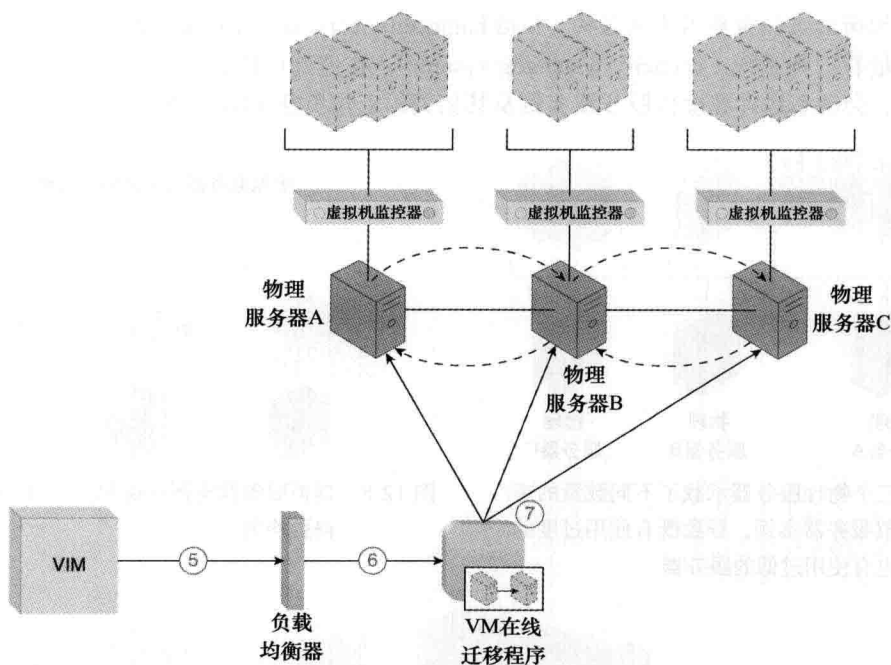 虚拟机监控器
虚拟机监控器
虚拟机监控器
物理
服务器A
物理
服务器B
物理
服务器C
VIM
⑤
负载
均衡器
⑥
⑦
VM在线
迁移程序